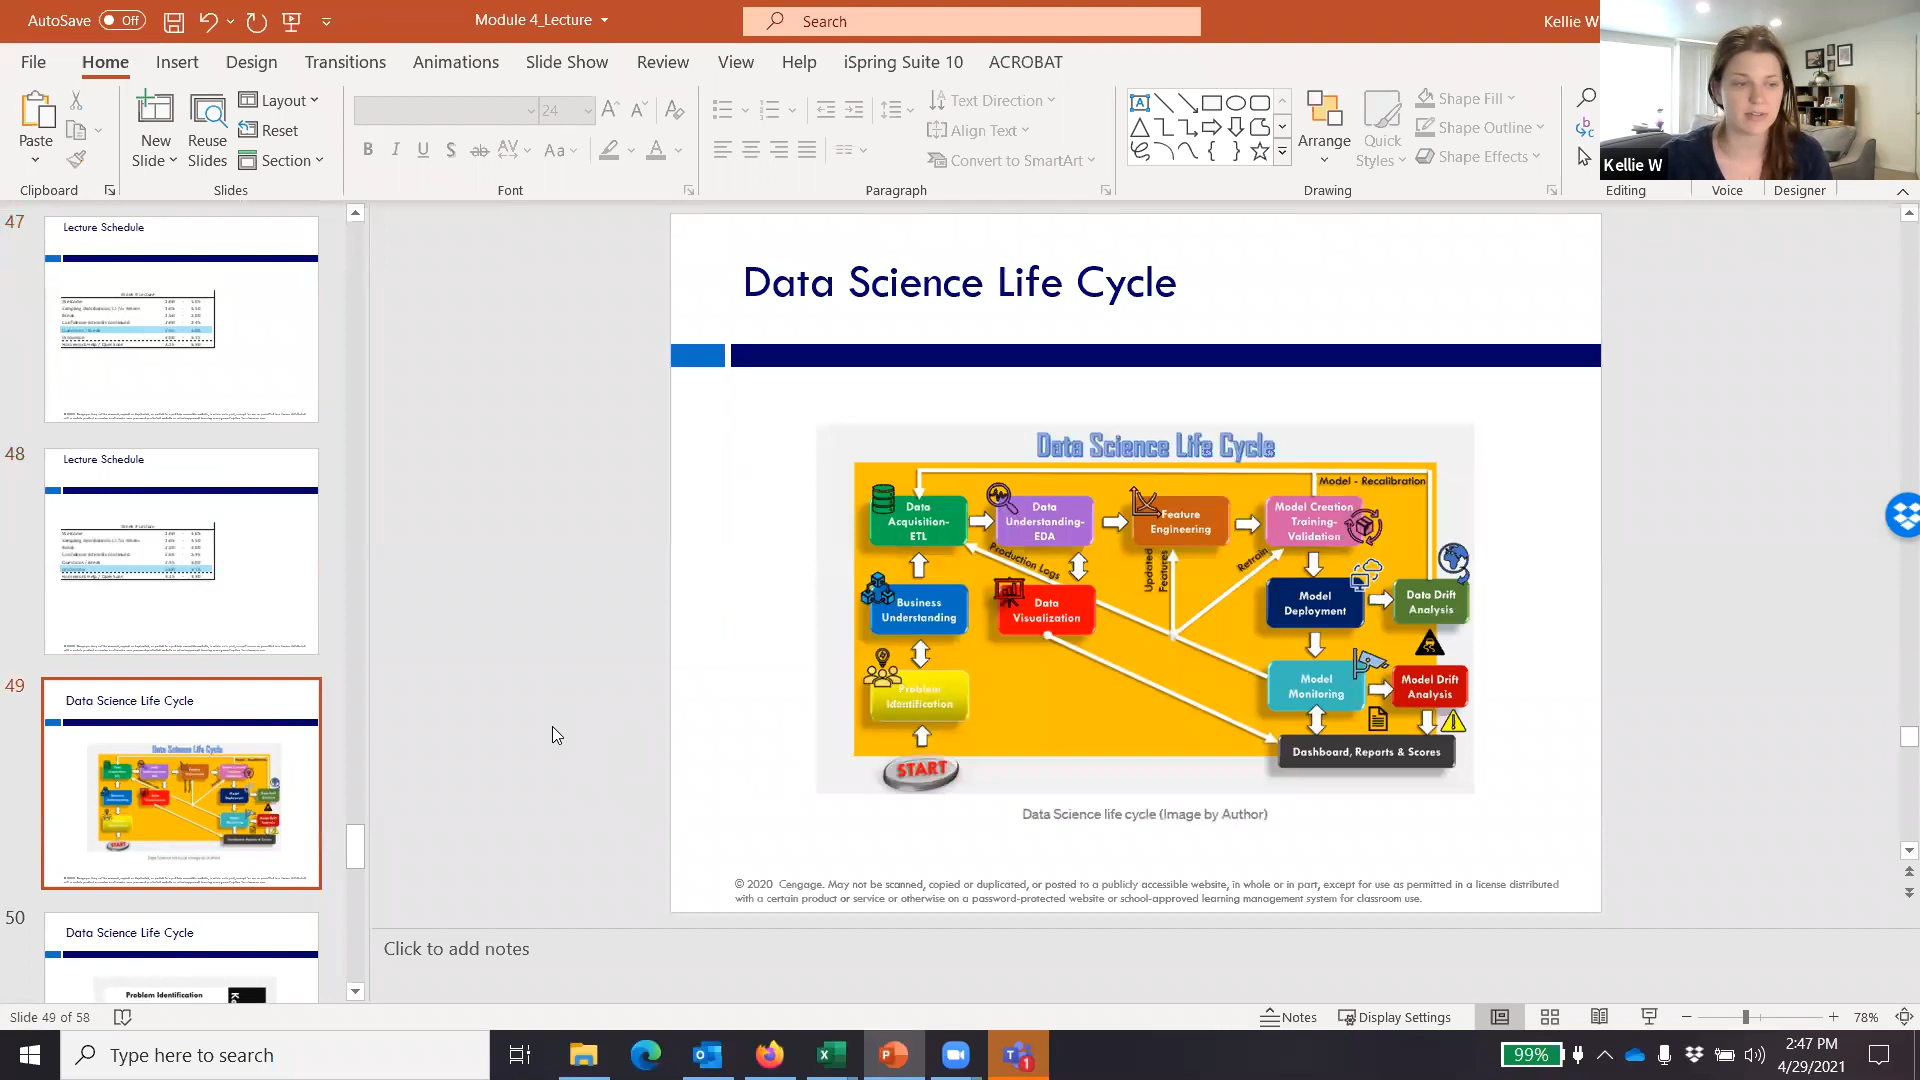 AutoSave Off
Module 4_Lecture
Search
Kellie W
File Home Insert Design Transitions Animations Slide Show Review View Help iSpring Suite 10 ACROBAT
Paste
New Slide
Reuse Slides
Layout
Reset
Section
24
B I U S ab AV Aa A
Text Direction
Align Text
Convert to SmartArt
Arrange
Quick Styles
Shape Fill
Shape Outline
Shape Effects
Kellie W
Clipboard Slides Font Paragraph Drawing Editing Voice Designer
47
Lecture Schedule
48
Lecture Schedule
49
Data Science Life Cycle
50
Data Science Life Cycle
Problem Identification
Data Science Life Cycle
Data Science Life Cycle
Model - Recalibration
Data Acquisition-ETL
Data Understanding-EDA
Feature Engineering
Model Creation Training-Validation
Production Logs
Updated Features
Retrain
Business Understanding
Data Visualization
Model Deployment
Data Drift Analysis
Problem Identification
Model Monitoring
Model Drift Analysis
START
Dashboard, Reports & Scores
Data Science life cycle (Image by Author)
© 2020 Cengage. May not be scanned, copied or duplicated, or posted to a publicly accessible website, in whole or in part, except for use as permitted in a license distributed
with a certain product or service or otherwise on a password-protected website or school-approved learning management system for classroom use.
Click to add notes
Slide 49 of 58
Notes
Display Settings
78%
Type here to search
99%
2:47 PM
4/29/2021